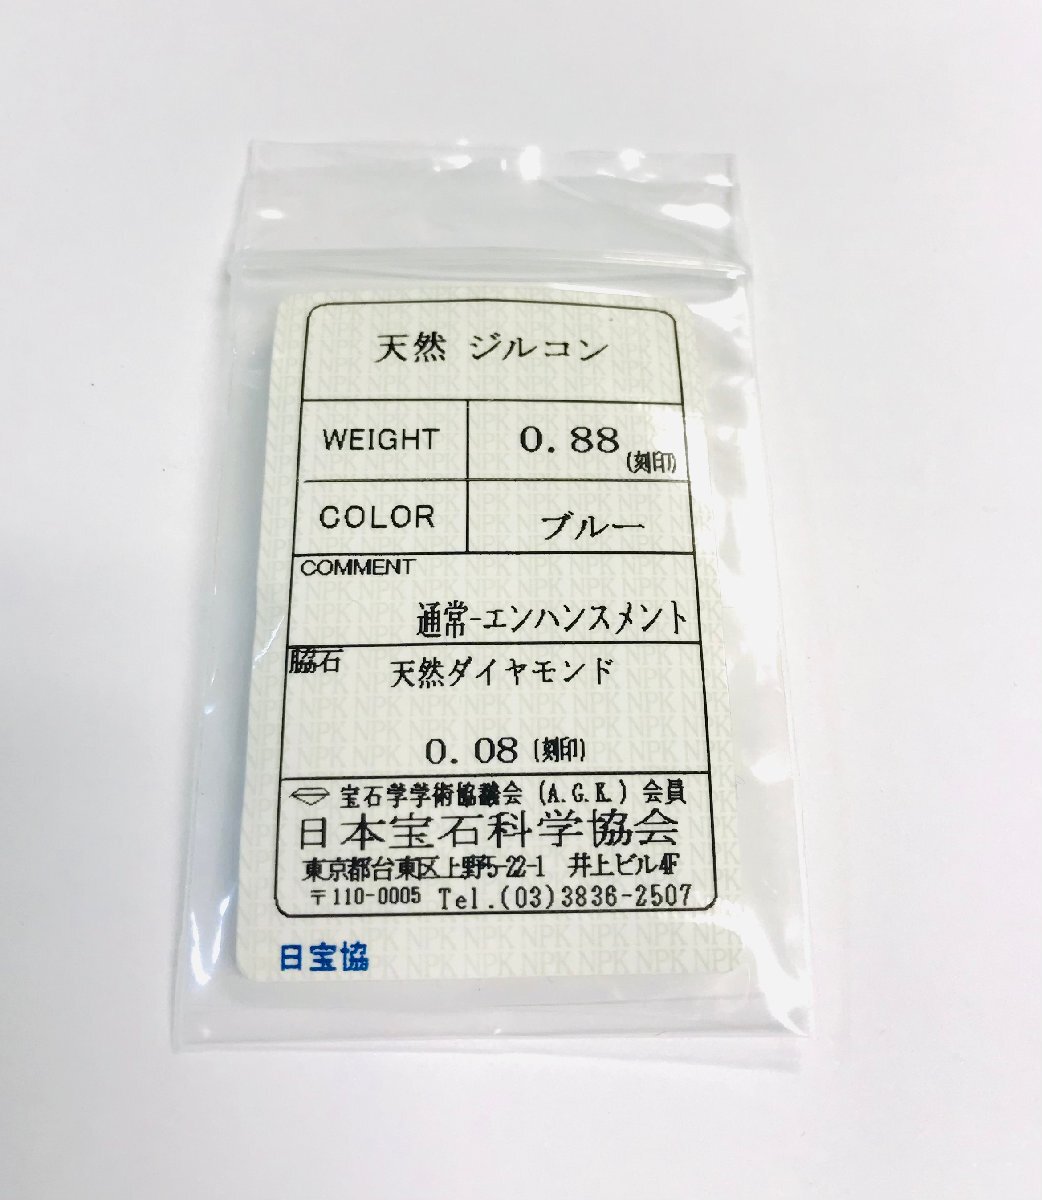 天然 ジルコン
WEIGHT 0.88 (刻印)
COLOR ブルー
COMMENT
通常-エンハンスメント
脇石 天然ダイヤモンド
0.08 (刻印)
宝石学学術協議会 (A.G.K.) 会員
日本宝石科学協会
東京都台東区上野5-22-1 井上ビル4F
〒110-0005 Tel.(03)3836-2507
日宝協